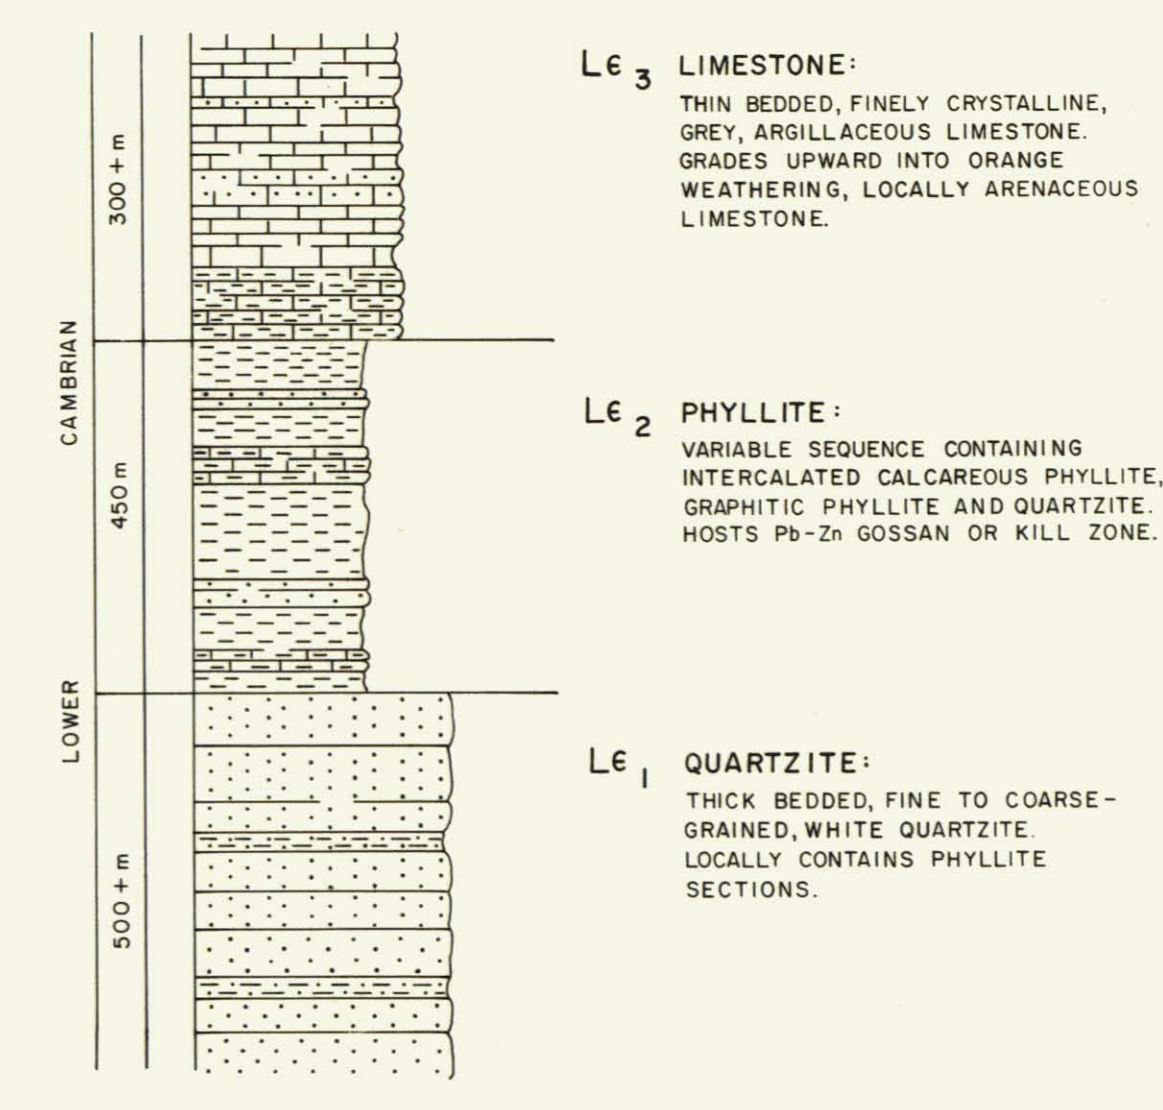 300 + m
CAMBRIAN
450 m
LOWER
500 + m
LЄ 3 LIMESTONE:
THIN BEDDED, FINELY CRYSTALLINE,
GREY, ARGILLACEOUS LIMESTONE.
GRADES UPWARD INTO ORANGE
WEATHERING, LOCALLY ARENACEOUS
LIMESTONE.
LЄ 2 PHYLLITE:
VARIABLE SEQUENCE CONTAINING
INTERCALATED CALCAREOUS PHYLLITE,
GRAPHITIC PHYLLITE AND QUARTZITE.
HOSTS Pb-Zn GOSSAN OR KILL ZONE.
LЄ 1 QUARTZITE:
THICK BEDDED, FINE TO COARSE-
GRAINED, WHITE QUARTZITE.
LOCALLY CONTAINS PHYLLITE
SECTIONS.